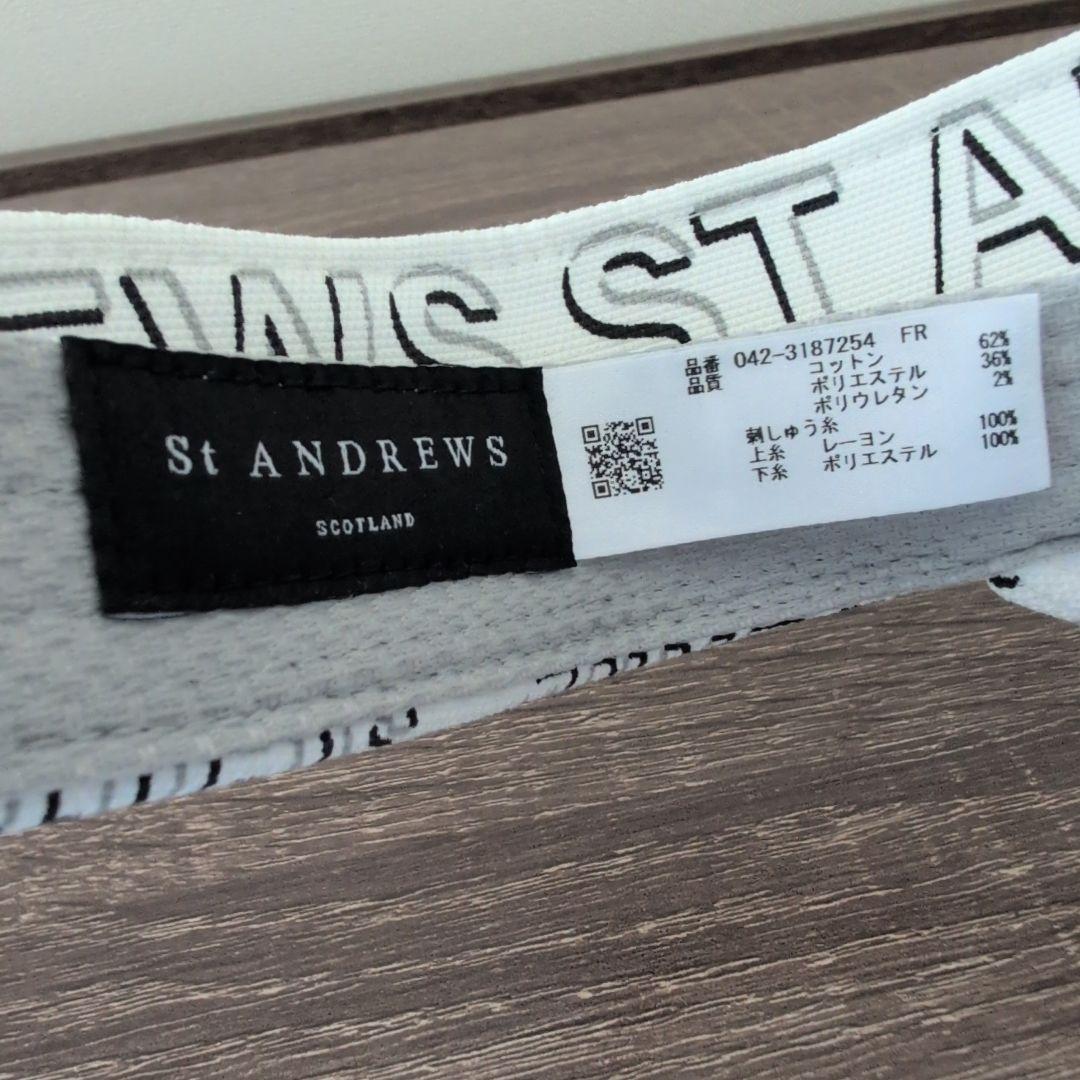 EWS ST A
St ANDREWS
SCOTLAND
品番 042-3187254 FR
品質 コットン 62%
ポリエステル 36%
ポリウレタン 2%
刺しゅう糸
上糸 レーヨン 100%
下糸 ポリエステル 100%